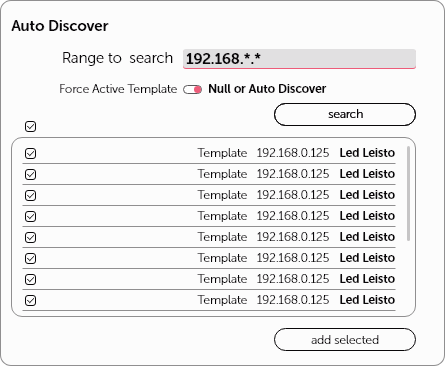 Auto Discover
Range to search 192.168.*.*
Force Active Template Null or Auto Discover
search
Template 192.168.0.125 Led Leisto
Template 192.168.0.125 Led Leisto
Template 192.168.0.125 Led Leisto
Template 192.168.0.125 Led Leisto
Template 192.168.0.125 Led Leisto
Template 192.168.0.125 Led Leisto
Template 192.168.0.125 Led Leisto
Template 192.168.0.125 Led Leisto
add selected